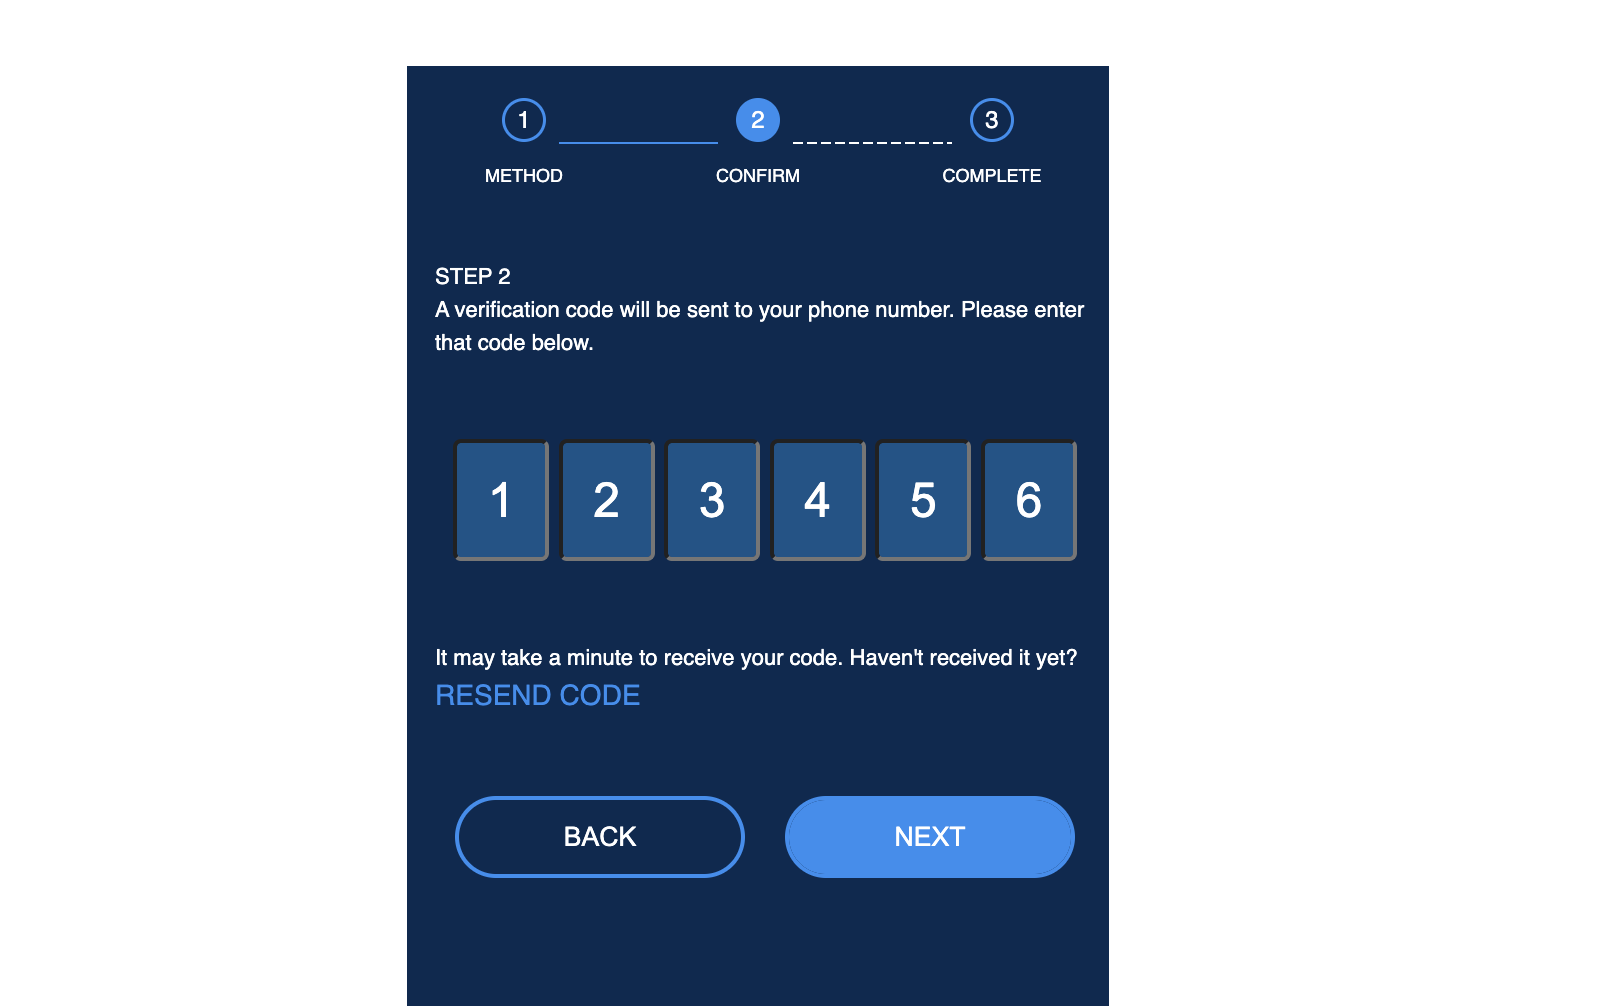 1 2 3
METHOD CONFIRM COMPLETE
STEP 2
A verification code will be sent to your phone number. Please enter
that code below.
1 2 3 4 5 6
It may take a minute to receive your code. Haven't received it yet?
RESEND CODE
BACK NEXT